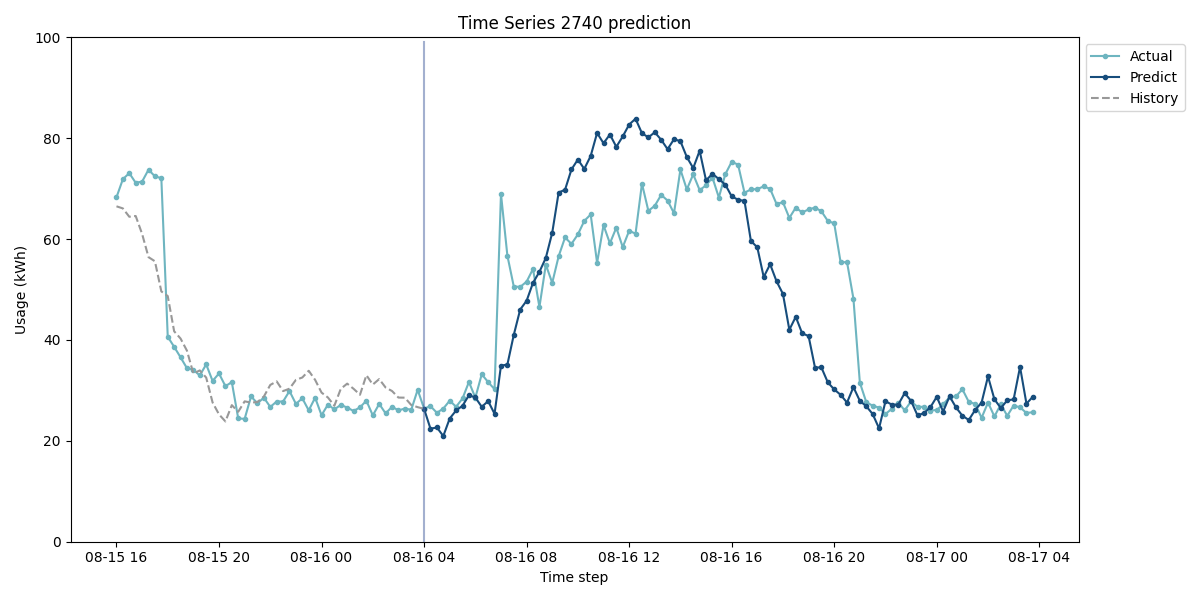 Time Series 2740 prediction
100
80
60
40
20
0
Usage (kWh)
08-15 16
08-15 20
08-16 00
08-16 04
08-16 08
08-16 12
08-16 16
08-16 20
08-17 00
08-17 04
Time step
Actual
Predict
History